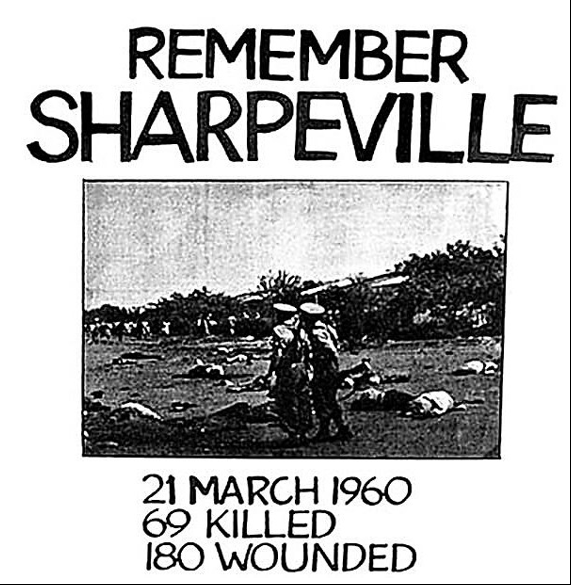 REMEMBER
SHARPEVILLE
21 MARCH 1960
69 KILLED
180 WOUNDED